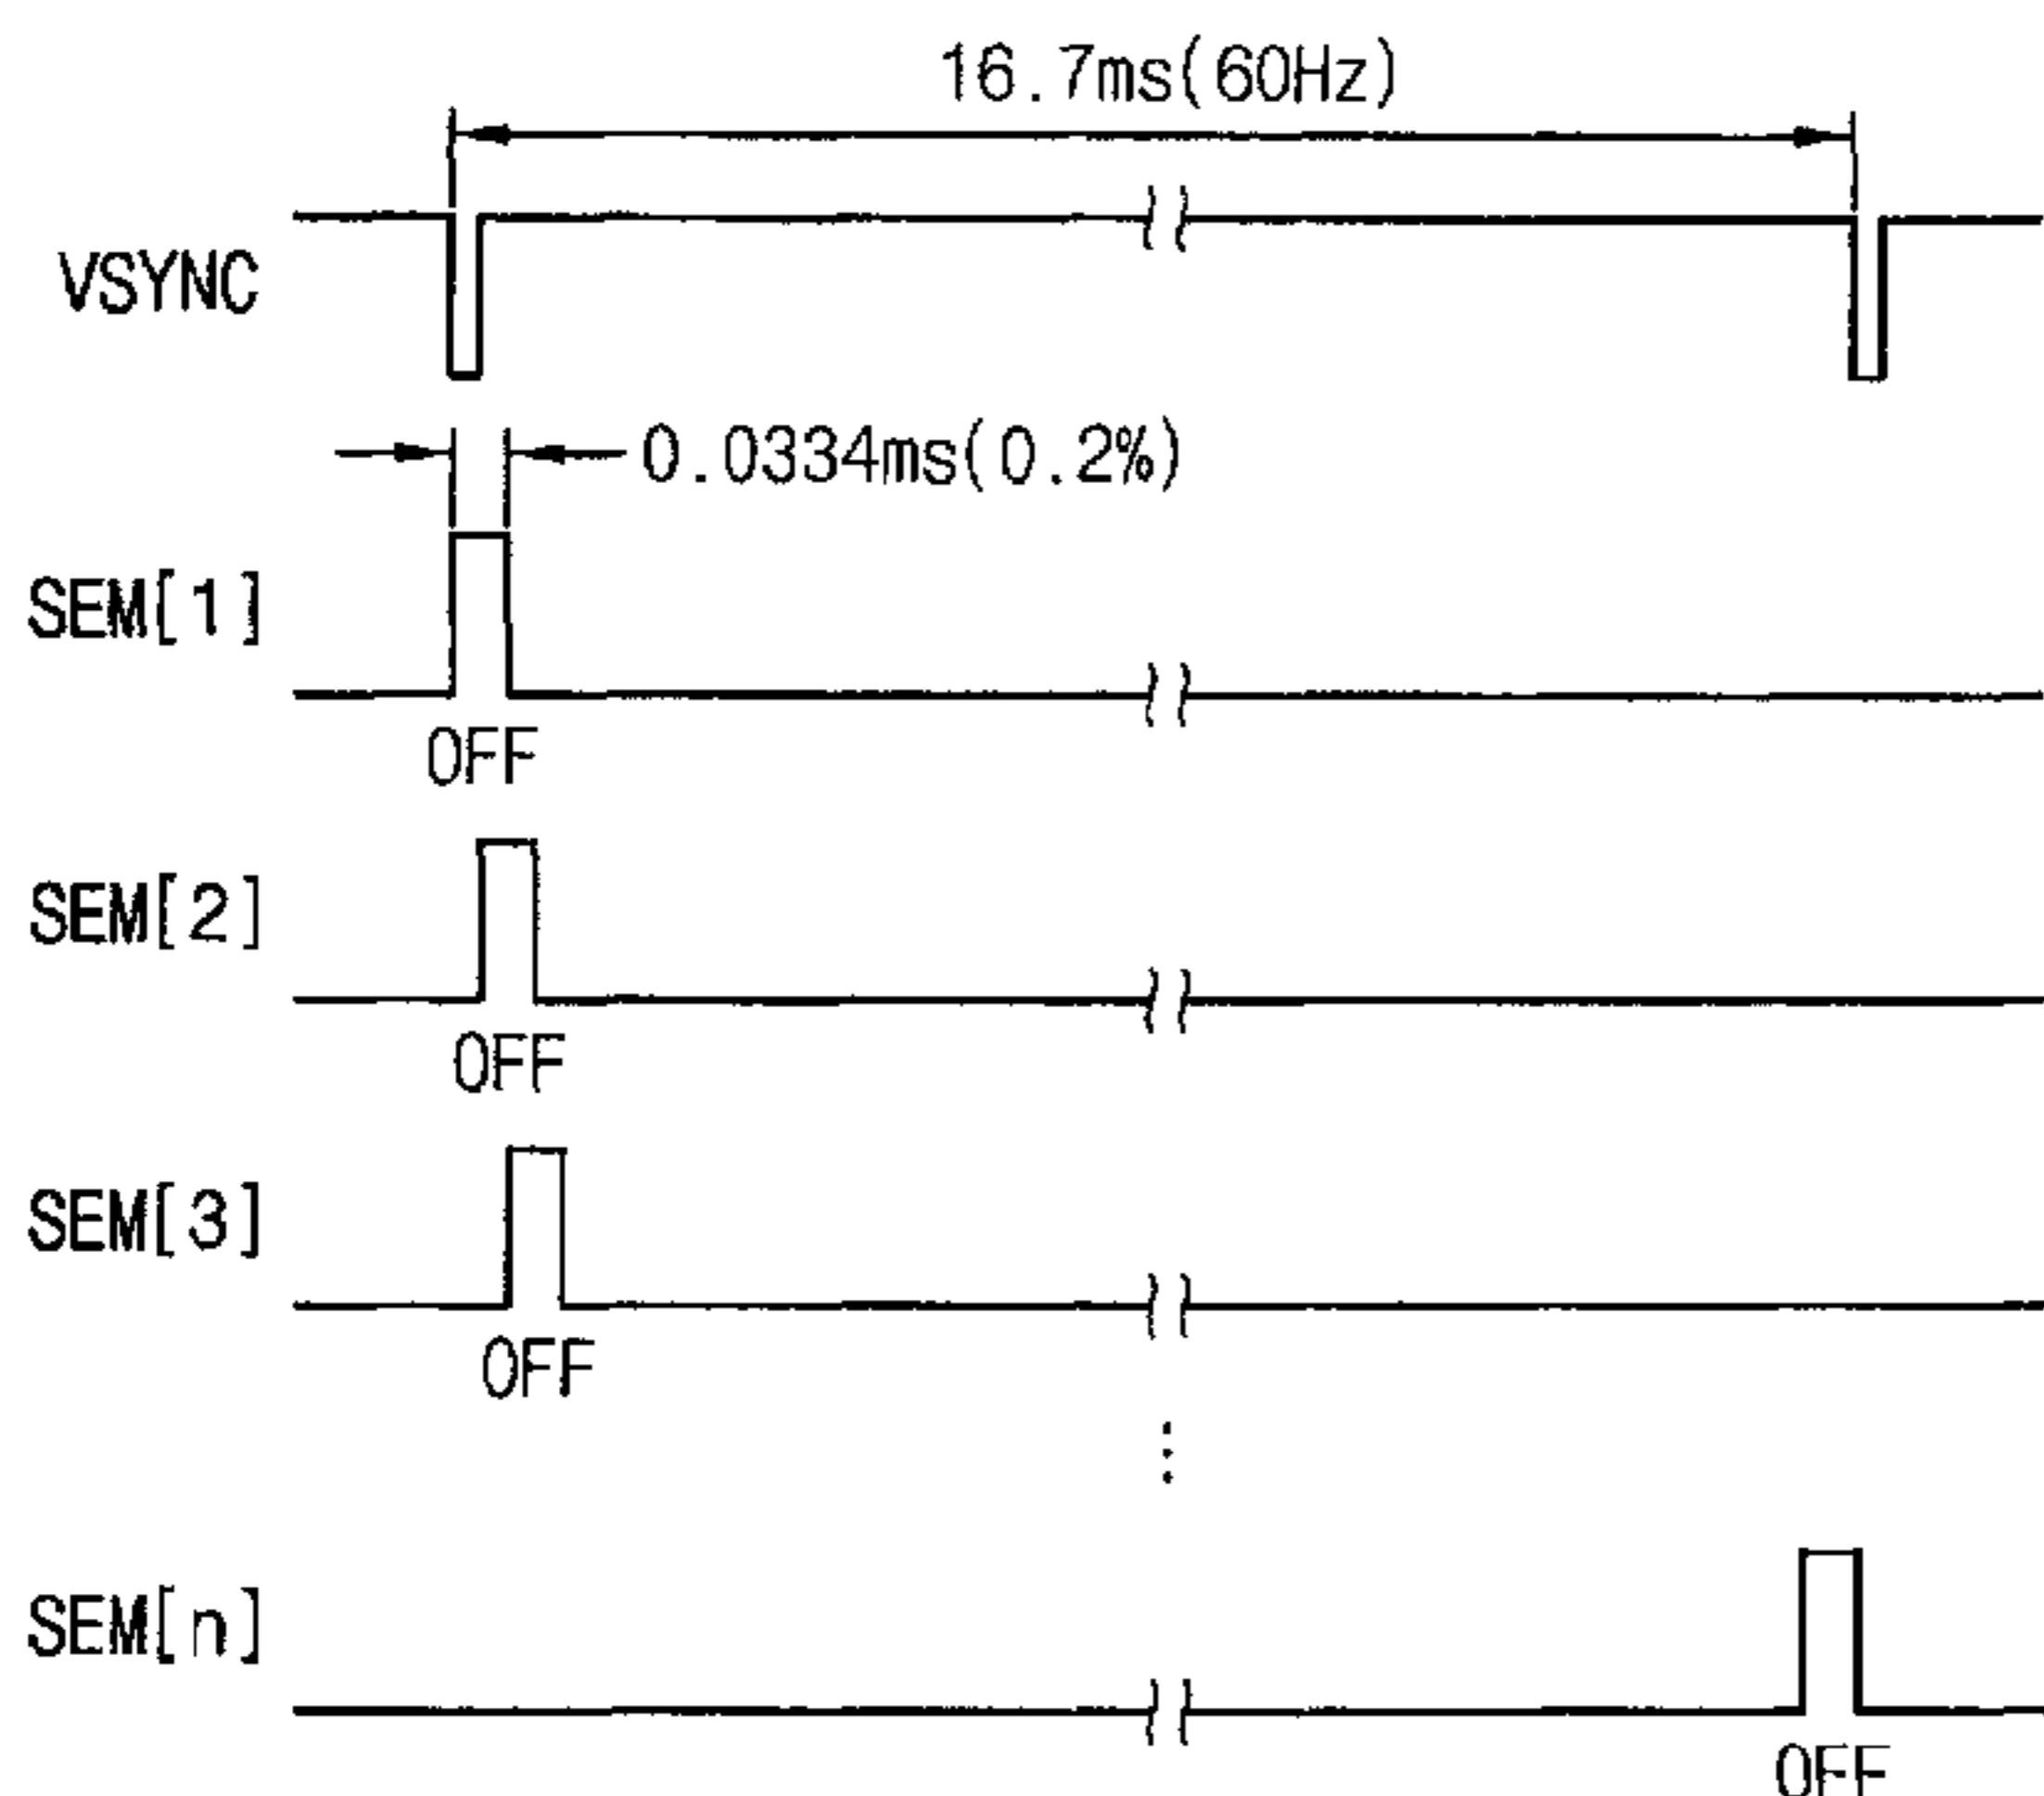 16.7ms(60Hz)
VSYNC
0.0334ms(0.2%)
SEM[1]
OFF
SEM[2]
OFF
SEM[3]
OFF
SEM[n]
OFF